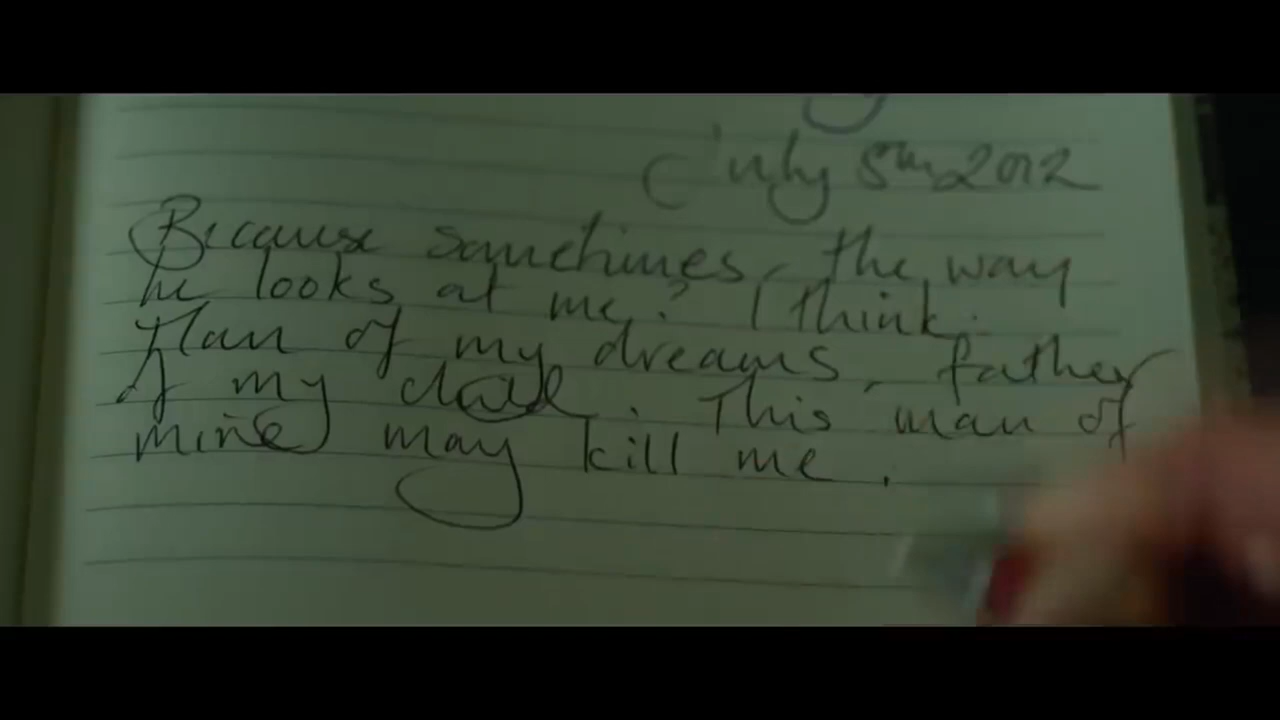 July 5th 2012
Because sometimes, the way
he looks at me? I think.
Man of my dreams, father
of my child. This man of
mine may kill me.